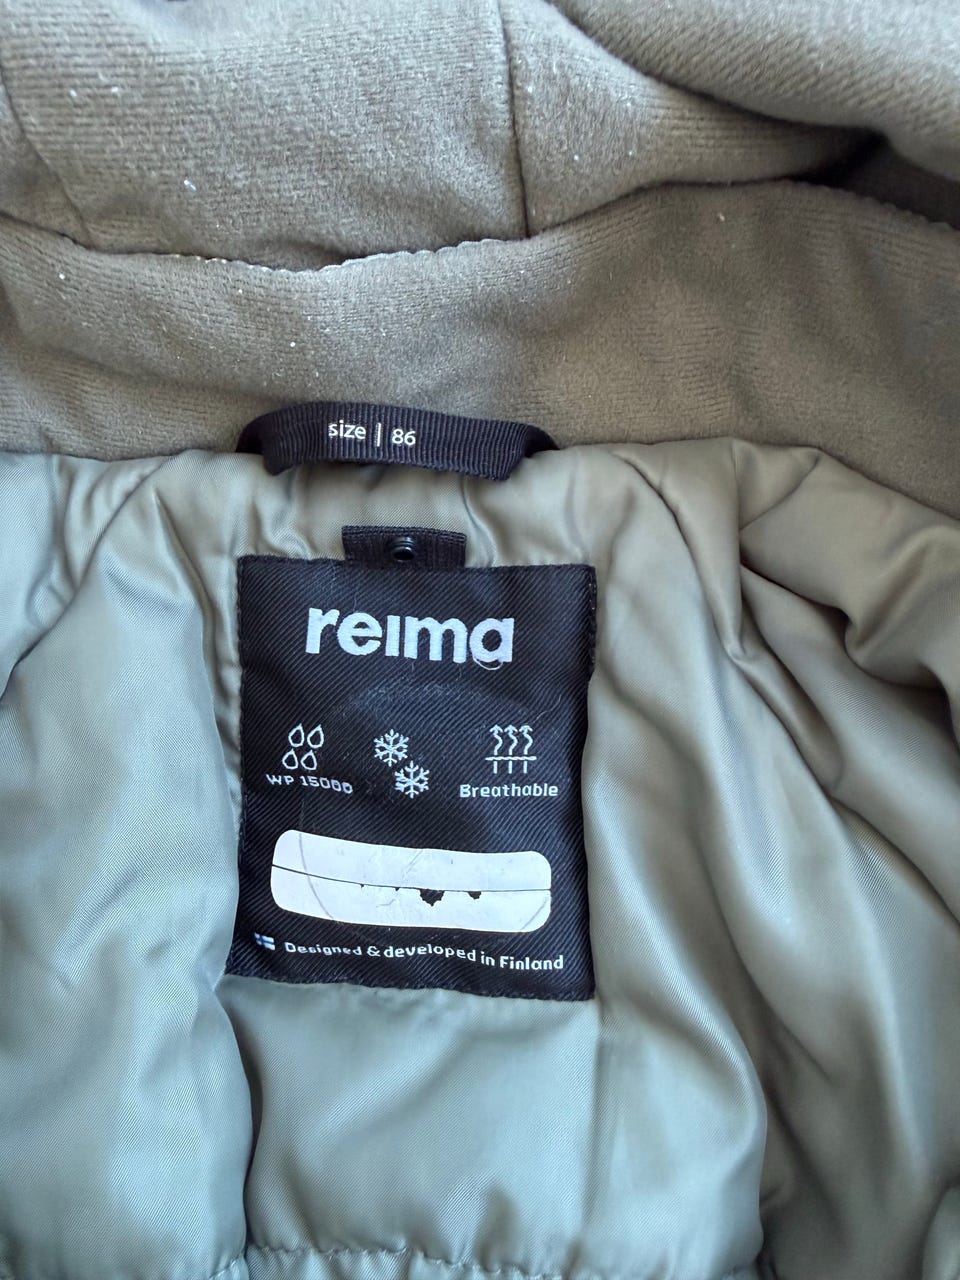 size | 86
reima
WP 15000
Breathable
Designed & developed in Finland